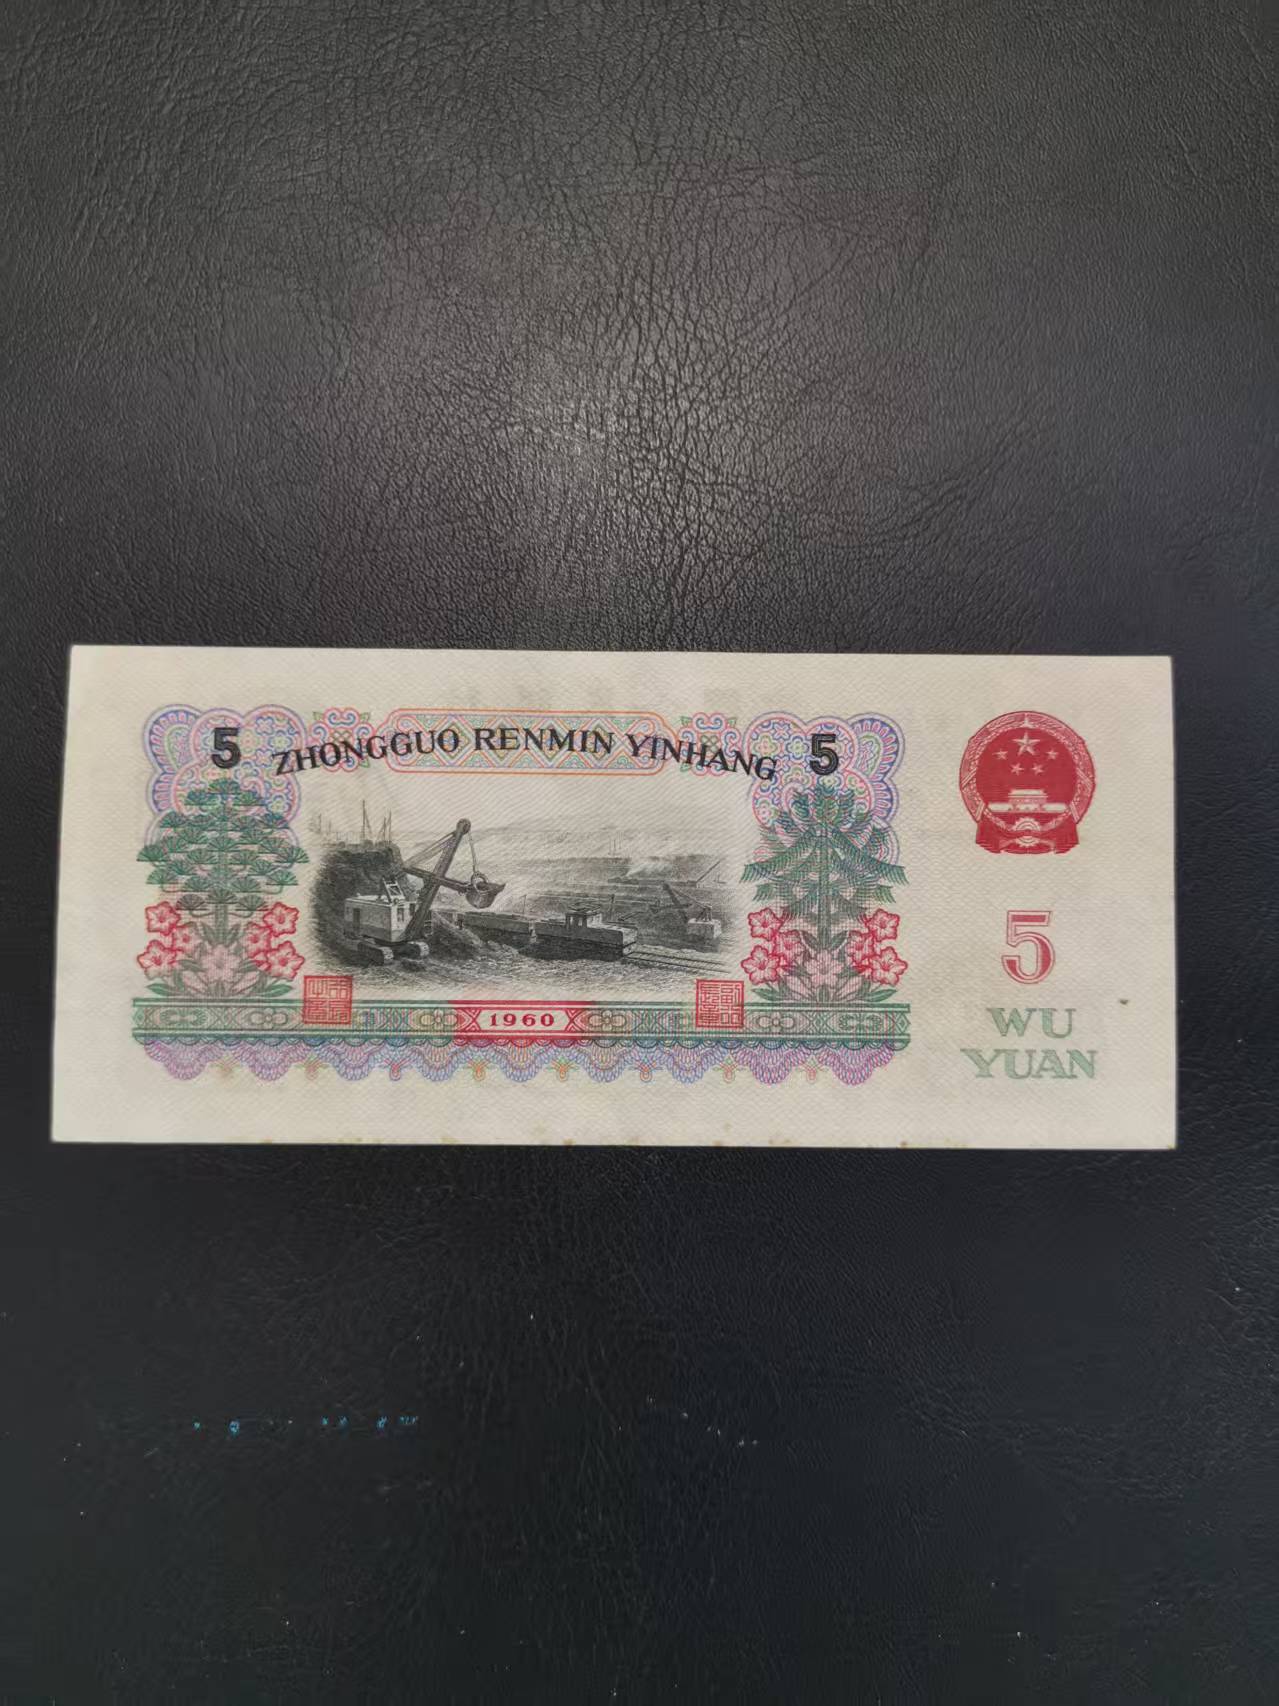 5 ZHONGGUO RENMIN YINHANG 5
5
1960
WU
YUAN